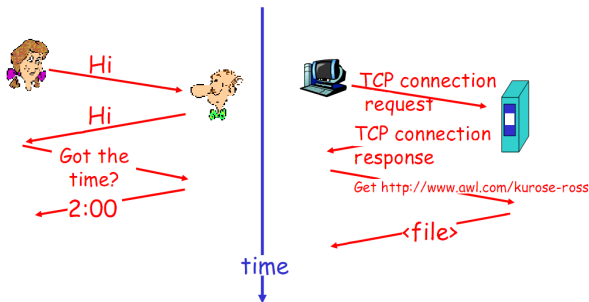 Hi
Hi
Got the
time?
2:00
time
TCP connection
request
TCP connection
response
Get http://www.awl.com/kurose-ross
<file>